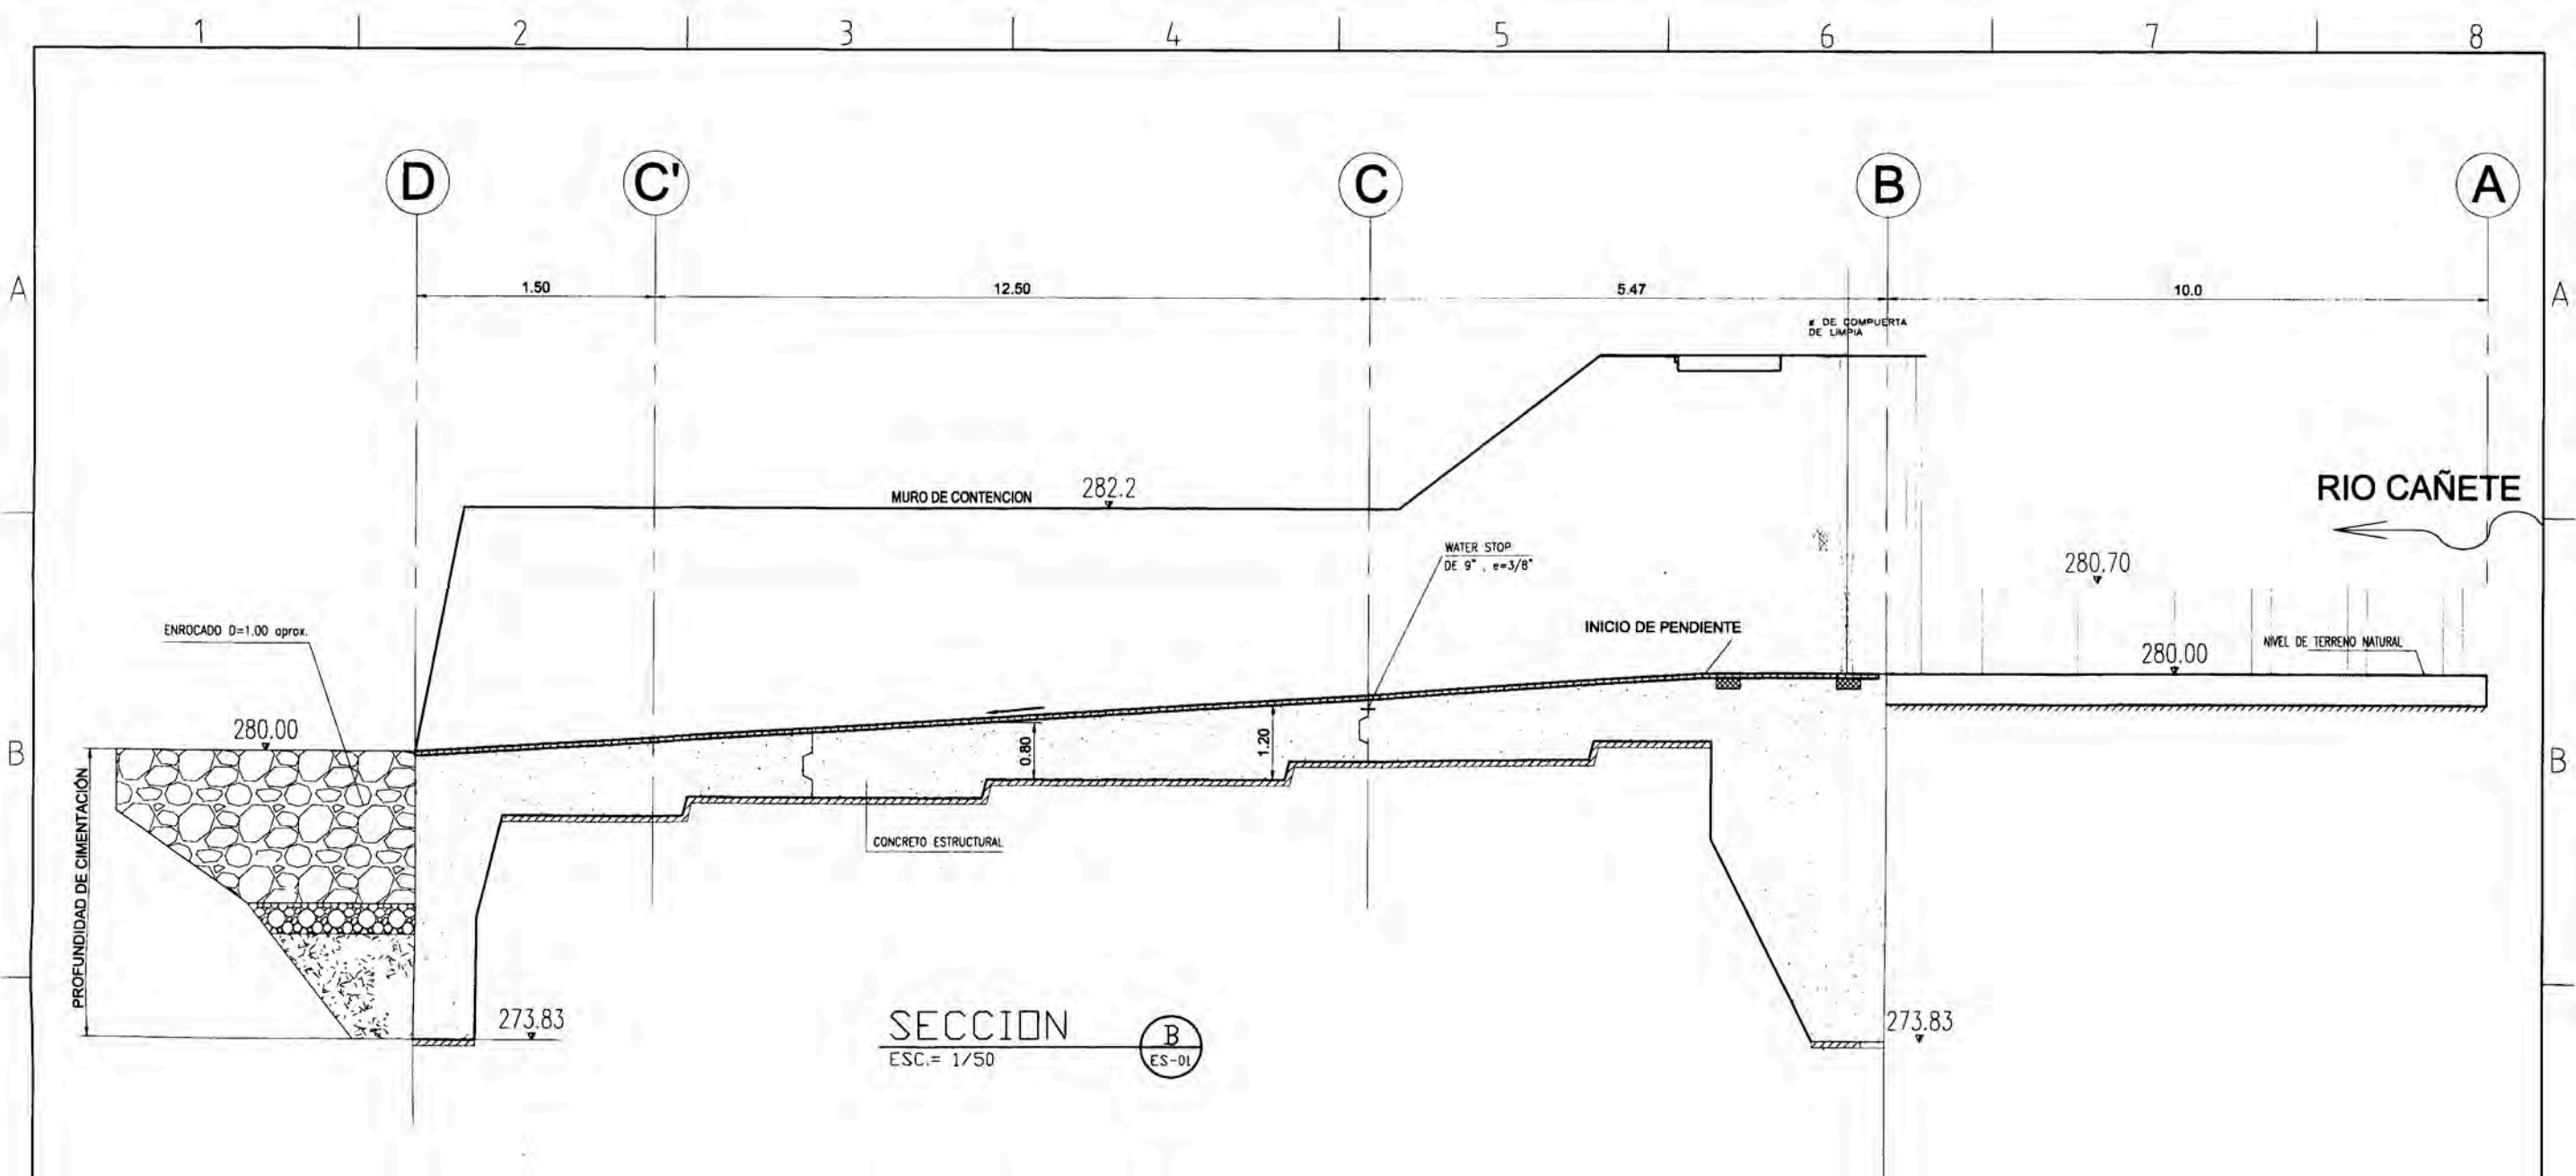 1 2 3 4 5 6 7 8
D C' C B A
A 1.50 12.50 5.47 10.0 A
DE COMPUERTA
DE LIMPIA
MURO DE CONTENCION 282.2
RIO CAÑETE
WATER STOP
DE 9", e=3/8"
280.70
ENROCADO D=1.00 aprox.
INICIO DE PENDIENTE
NIVEL DE TERRENO NATURAL
280.00
280.00
B 0.80 1.20 B
PROFUNDIDAD DE CIMENTACIÓN
CONCRETO ESTRUCTURAL
273.83
SECCION B
ESC.= 1/50 ES-01
273.83